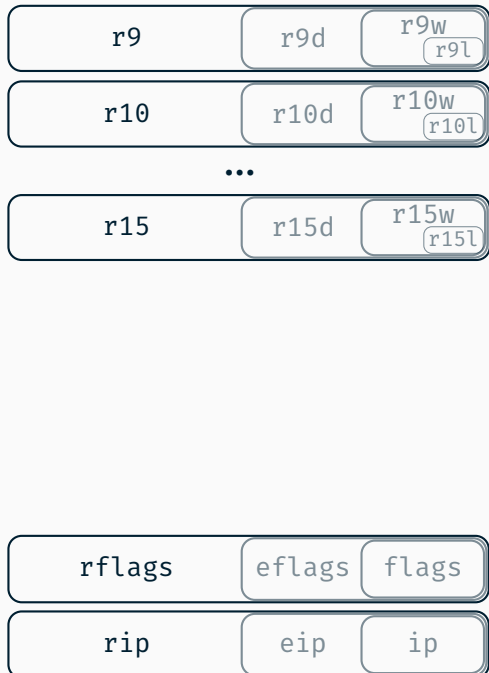 r9 r9d r9w r9l
r10 r10d r10w r10l
...
r15 r15d r15w r15l
rflags eflags flags
rip eip ip